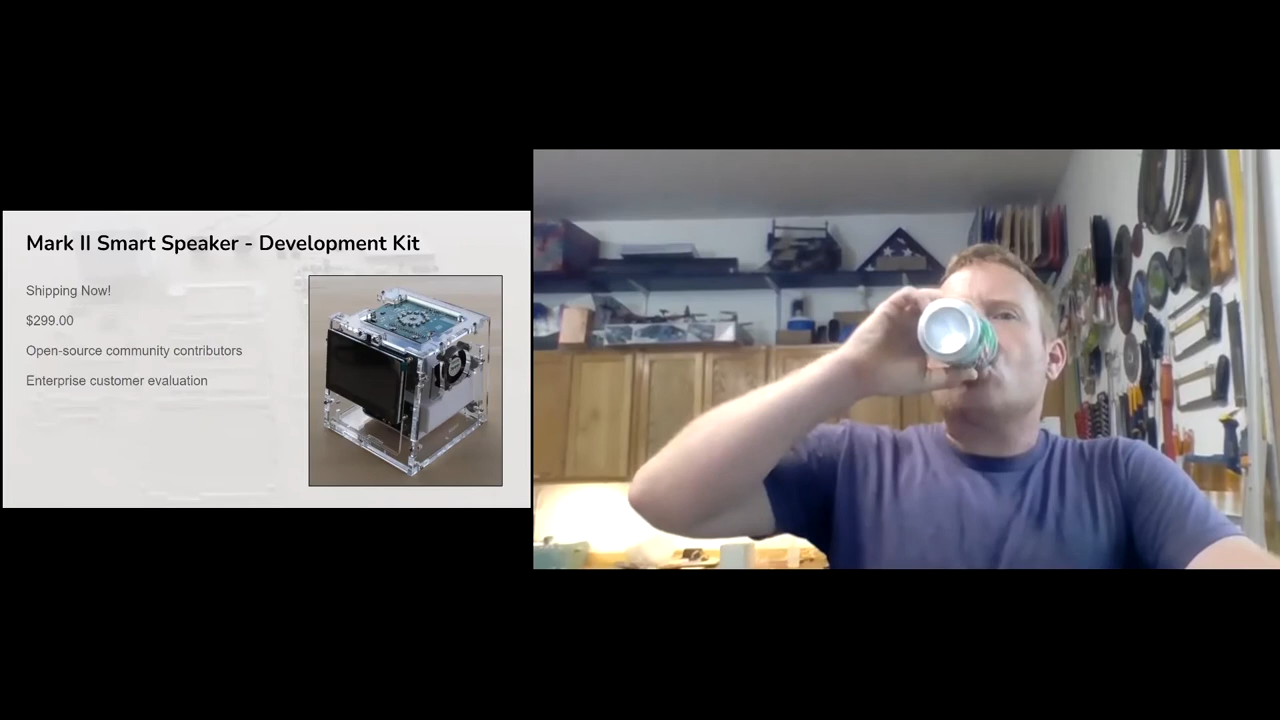 Mark II Smart Speaker - Development Kit
Shipping Now!
$299.00
Open-source community contributors
Enterprise customer evaluation